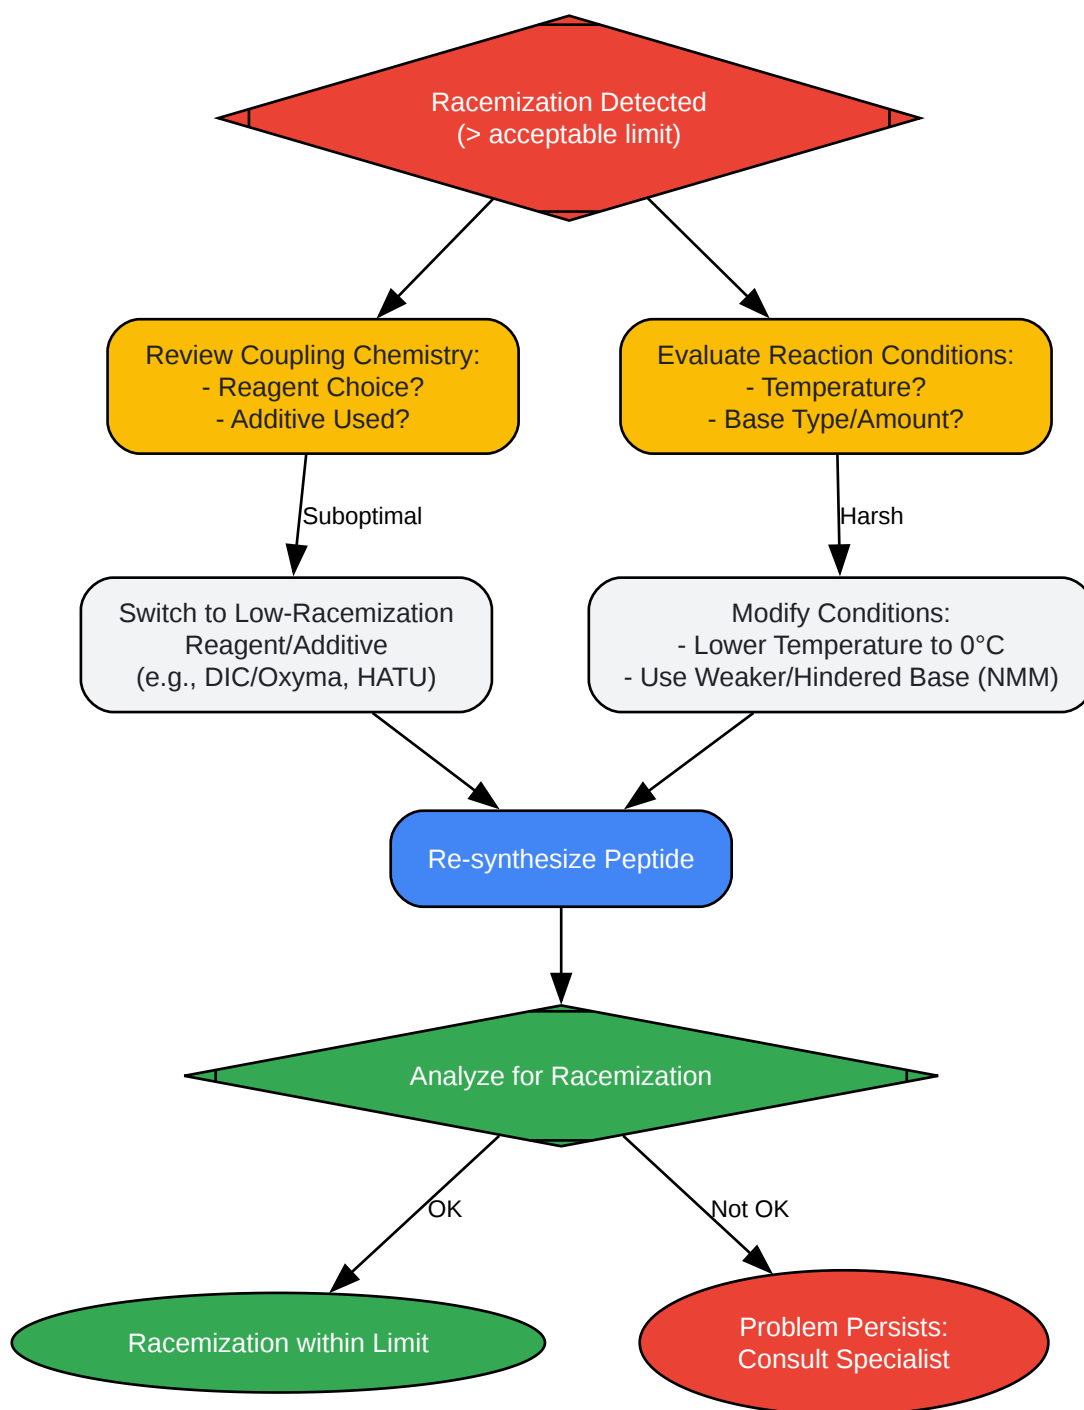 Racemization Detected
(> acceptable limit)
Review Coupling Chemistry:
- Reagent Choice?
- Additive Used?
Evaluate Reaction Conditions:
- Temperature?
- Base Type/Amount?
Suboptimal
Harsh
Switch to Low-Racemization
Reagent/Additive
(e.g., DIC/Oxyma, HATU)
Modify Conditions:
- Lower Temperature to 0°C
- Use Weaker/Hindered Base (NMM)
Re-synthesize Peptide
Analyze for Racemization
OK
Not OK
Racemization within Limit
Problem Persists:
Consult Specialist